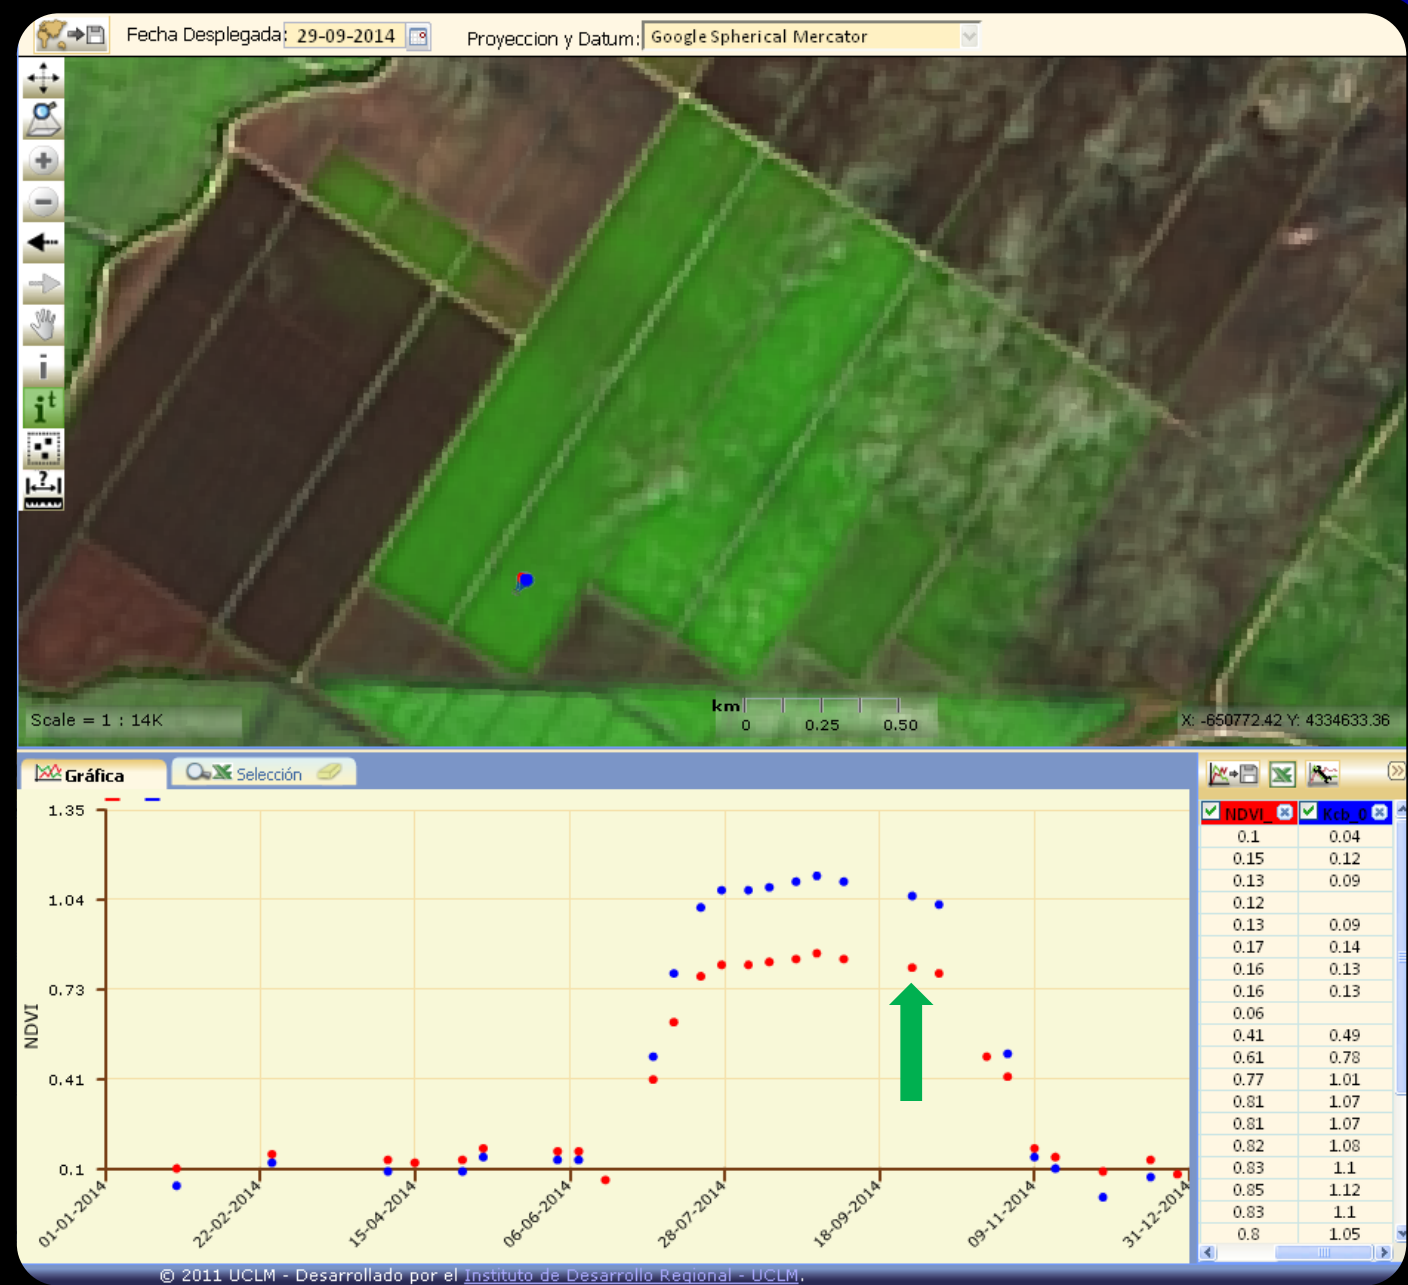 Fecha Desplegada: 29-09-2014 Proyeccion y Datum: Google Spherical Mercator
i
i t
?
km
0 0.25 0.50
Scale = 1 : 14K
X: -650772.42 Y: 4334633.36
Gráfica Selección
NDVI_ Kcb_0
0.1 0.04
0.15 0.12
0.13 0.09
0.12
0.13 0.09
0.17 0.14
0.16 0.13
0.16 0.13
0.06
0.41 0.49
0.61 0.78
0.77 1.01
0.81 1.07
0.81 1.07
0.82 1.08
0.83 1.1
0.85 1.12
0.83 1.1
0.8 1.05
1.35
1.04
0.73
0.41
0.1
NDVI
01-01-2014 22-02-2014 15-04-2014 06-06-2014 28-07-2014 18-09-2014 09-11-2014 31-12-2014
© 2011 UCLM - Desarrollado por el Instituto de Desarrollo Regional - UCLM.